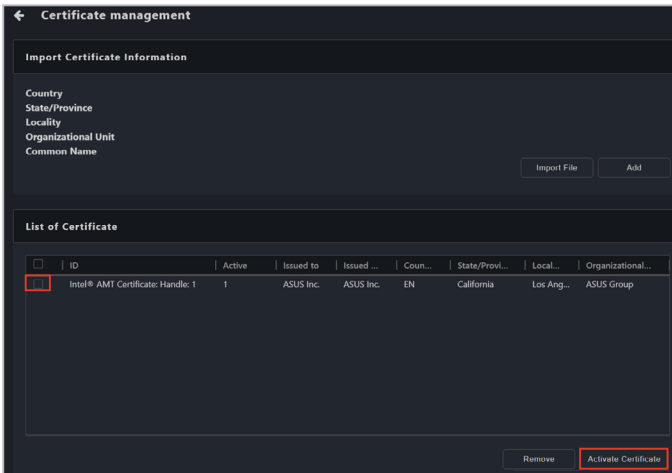 Certificate management
Import Certificate Information
Country
State/Province
Locality
Organizational Unit
Common Name
Import File Add
List of Certificate
ID Active Issued to Issued ... Coun... State/Provi... Local... Organizational...
Intel® AMT Certificate: Handle: 1 1 ASUS Inc. ASUS Inc. EN California Los Ang... ASUS Group
Remove Activate Certificate